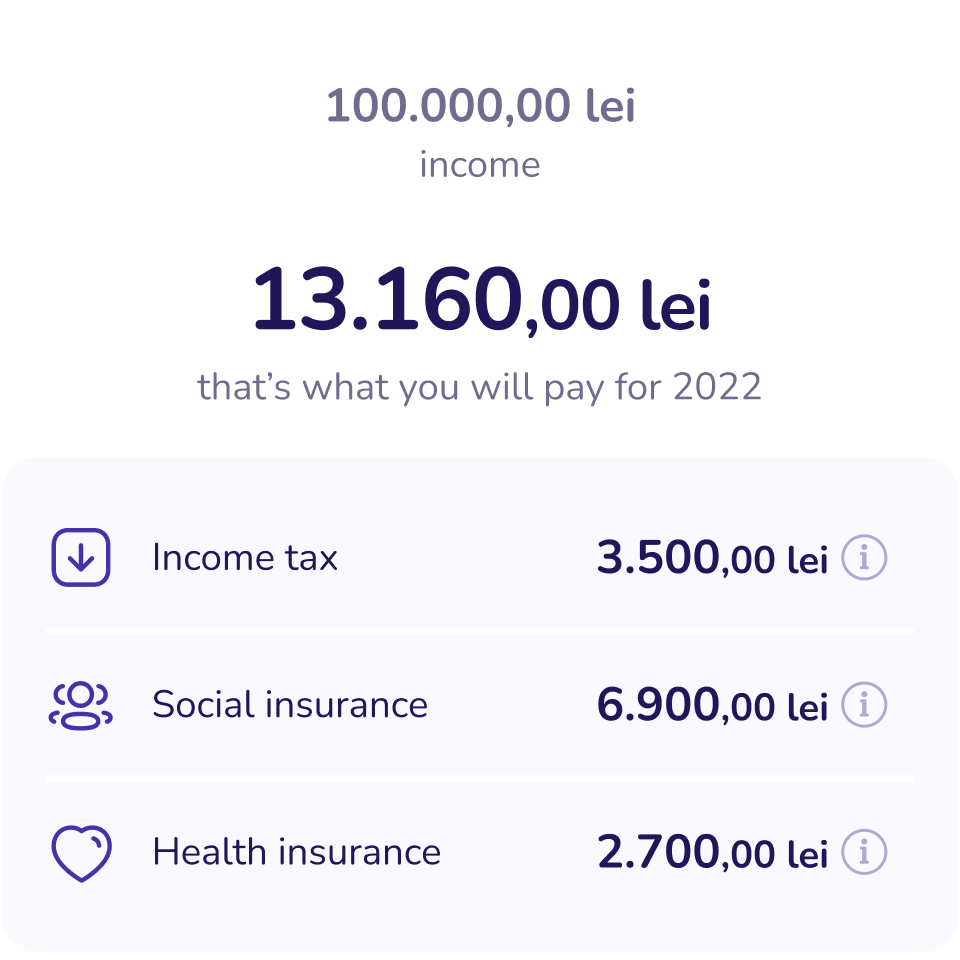 100.000,00 lei
income
13.160,00 lei
that’s what you will pay for 2022
Income tax 3.500,00 lei i
Social insurance 6.900,00 lei i
Health insurance 2.700,00 lei i